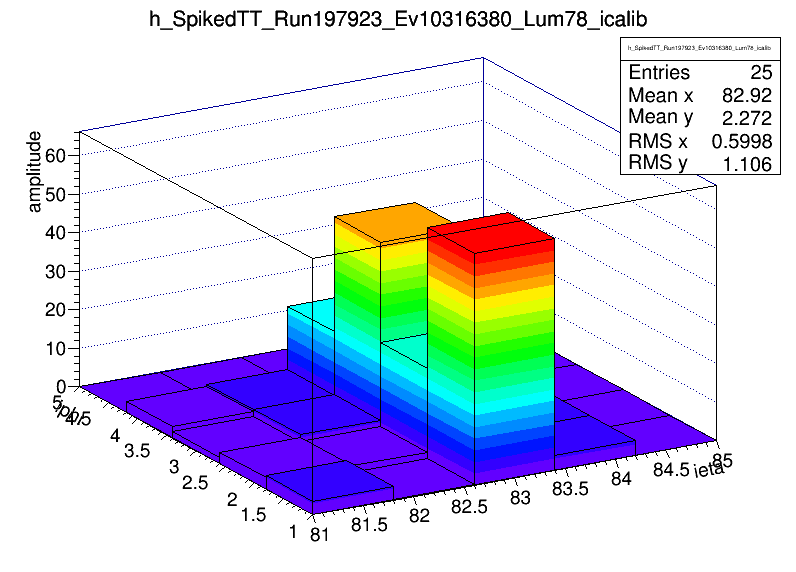 h_SpikedTT_Run197923_Ev10316380_Lum78_icalib
h_SpikedTT_Run197923_Ev10316380_Lum78_icalib
Entries 25
Mean x 82.92
Mean y 2.272
RMS x 0.5998
RMS y 1.106
amplitude
60
50
40
30
20
10
0
5
4.5
4
3.5
3
2.5
2
1.5
1
iphi
81
81.5
82
82.5
83
83.5
84
84.5
85
ieta